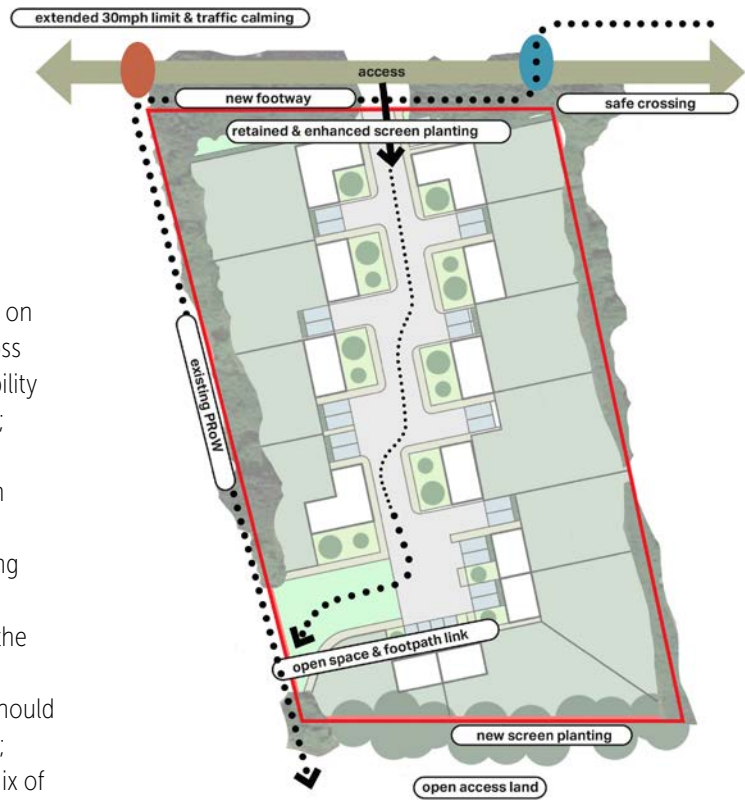 extended 30mph limit & traffic calming
access
new footway
safe crossing
retained & enhanced screen planting
existing PRoW
open space & footpath link
new screen planting
open access land
on
ess
bility
;
n
ng
the
hould
;
ix of